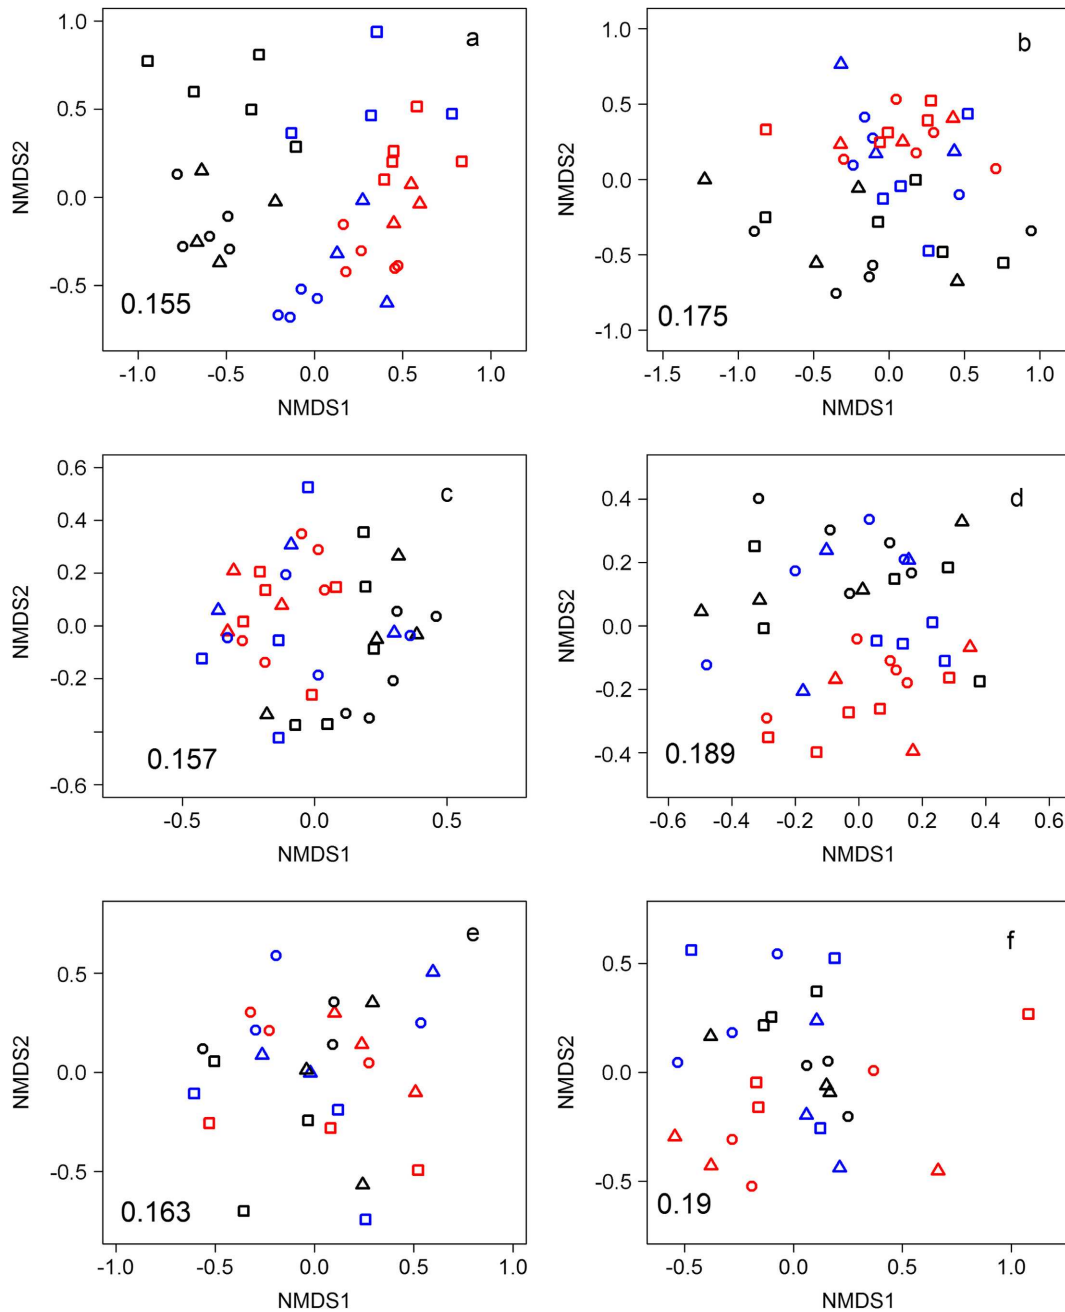 a
1.0
0.5
0.0
-0.5
NMDS2
0.155
-1.0 -0.5 0.0 0.5 1.0
NMDS1
b
1.0
0.5
0.0
-0.5
-1.0
NMDS2
0.175
-1.5 -1.0 -0.5 0.0 0.5 1.0
NMDS1
c
0.6
0.4
0.2
0.0
-0.2
-0.6
NMDS2
0.157
-0.5 0.0 0.5
NMDS1
d
0.4
0.2
0.0
-0.2
-0.4
NMDS2
0.189
-0.6 -0.4 -0.2 0.0 0.2 0.4 0.6
NMDS1
e
0.5
0.0
-0.5
NMDS2
0.163
-1.0 -0.5 0.0 0.5 1.0
NMDS1
f
0.5
0.0
-0.5
NMDS2
0.19
-0.5 0.0 0.5 1.0
NMDS1